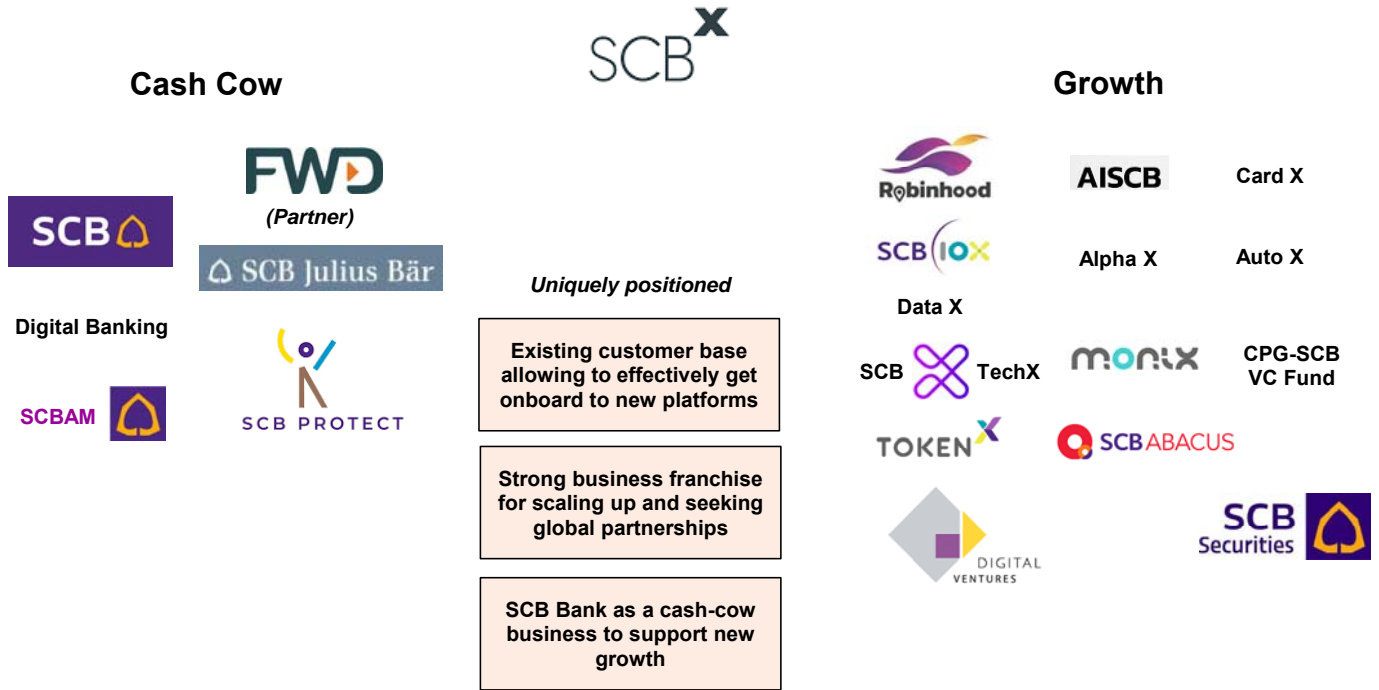 SCB X
Cash Cow
Growth
FWD
(Partner)
SCB
SCB Julius Bär
Digital Banking
SCBAM
SCB PROTECT
Uniquely positioned
Existing customer base
allowing to effectively get
onboard to new platforms
Strong business franchise
for scaling up and seeking
global partnerships
SCB Bank as a cash-cow
business to support new
growth
Robinhood
AISCB
Card X
SCB 10X
Alpha X
Auto X
Data X
SCB TechX
monix
CPG-SCB
VC Fund
TOKEN X
SCB ABACUS
DIGITAL
VENTURES
SCB
Securities